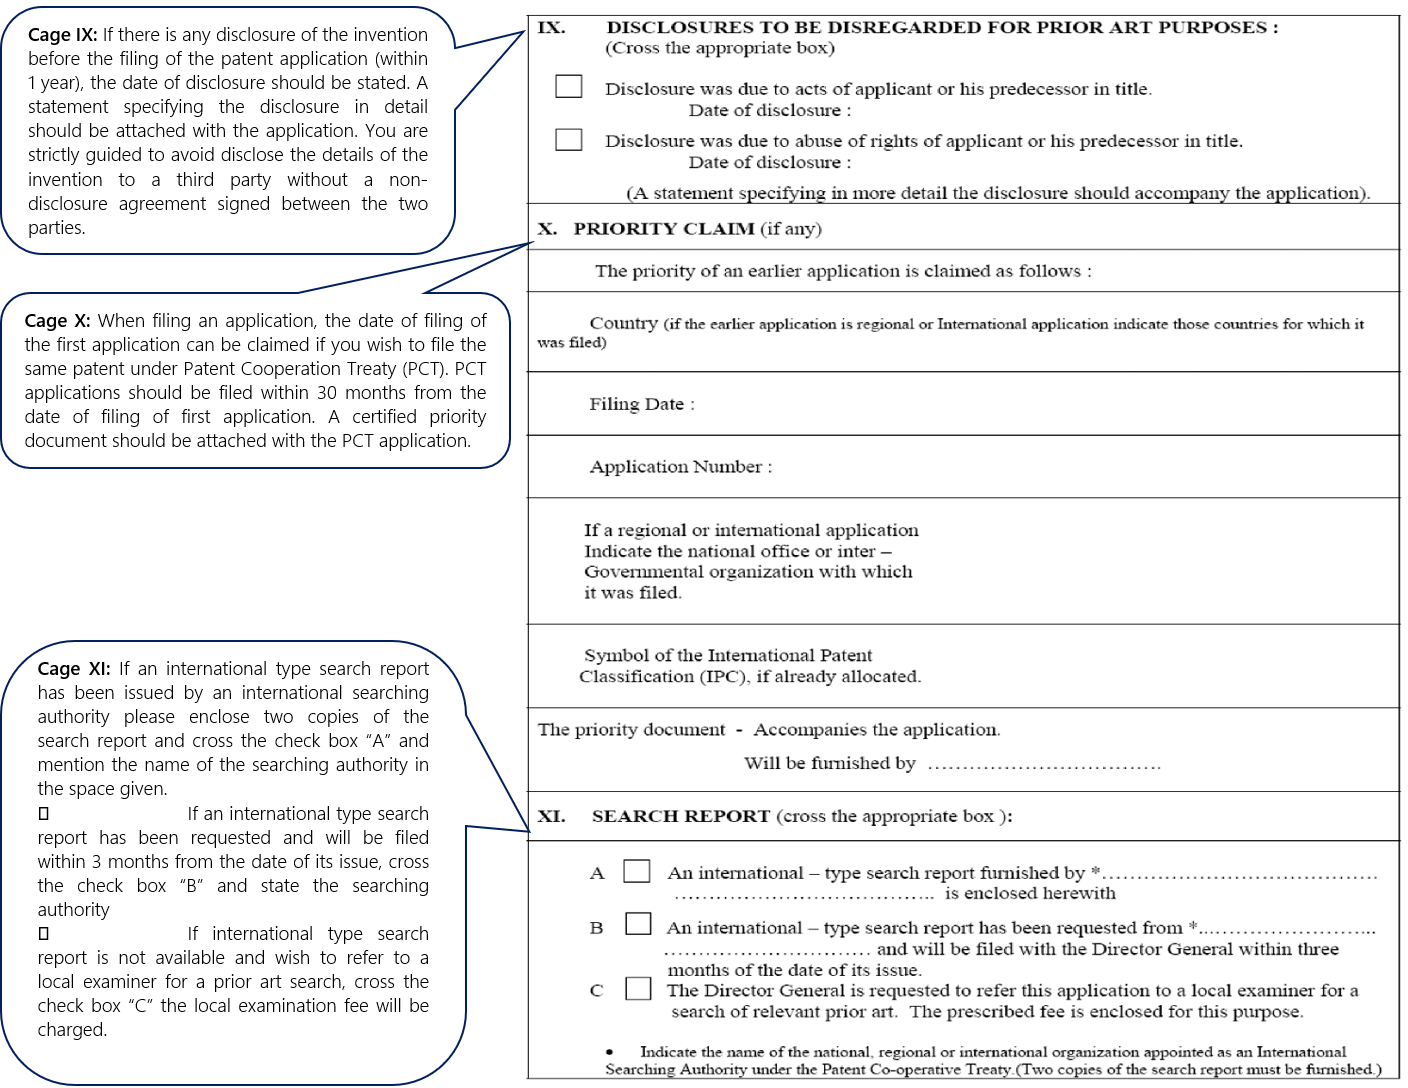 Cage IX: If there is any disclosure of the invention
before the filing of the patent application (within
1 year), the date of disclosure should be stated. A
statement specifying the disclosure in detail
should be attached with the application. You are
strictly guided to avoid disclose the details of the
invention to a third party without a non-
disclosure agreement signed between the two
parties.
Cage X: When filing an application, the date of filing of
the first application can be claimed if you wish to file the
same patent under Patent Cooperation Treaty (PCT). PCT
applications should be filed within 30 months from the
date of filing of first application. A certified priority
document should be attached with the PCT application.
Cage XI: If an international type search report
has been issued by an international searching
authority please enclose two copies of the
search report and cross the check box “A” and
mention the name of the searching authority in
the space given.
If an international type search
report has been requested and will be filed
within 3 months from the date of its issue, cross
the check box “B” and state the searching
authority
If international type search
report is not available and wish to refer to a
local examiner for a prior art search, cross the
check box “C” the local examination fee will be
charged.
IX. DISCLOSURES TO BE DISREGARDED FOR PRIOR ART PURPOSES :
(Cross the appropriate box)
Disclosure was due to acts of applicant or his predecessor in title.
Date of disclosure :
Disclosure was due to abuse of rights of applicant or his predecessor in title.
Date of disclosure :
(A statement specifying in more detail the disclosure should accompany the application).
X. PRIORITY CLAIM (if any)
The priority of an earlier application is claimed as follows :
Country (if the earlier application is regional or International application indicate those countries for which it
was filed)
Filing Date :
Application Number :
If a regional or international application
Indicate the national office or inter –
Governmental organization with which
it was filed.
Symbol of the International Patent
Classification (IPC), if already allocated.
The priority document - Accompanies the application.
Will be furnished by ………………………………
XI. SEARCH REPORT (cross the appropriate box ):
A An international – type search report furnished by *……………………………………
………………………………….. is enclosed herewith
B An international – type search report has been requested from *..……………………..
…………………………… and will be filed with the Director General within three
months of the date of its issue.
C The Director General is requested to refer this application to a local examiner for a
search of relevant prior art. The prescribed fee is enclosed for this purpose.
• Indicate the name of the national, regional or international organization appointed as an International
Searching Authority under the Patent Co-operative Treaty.(Two copies of the search report must be furnished.)